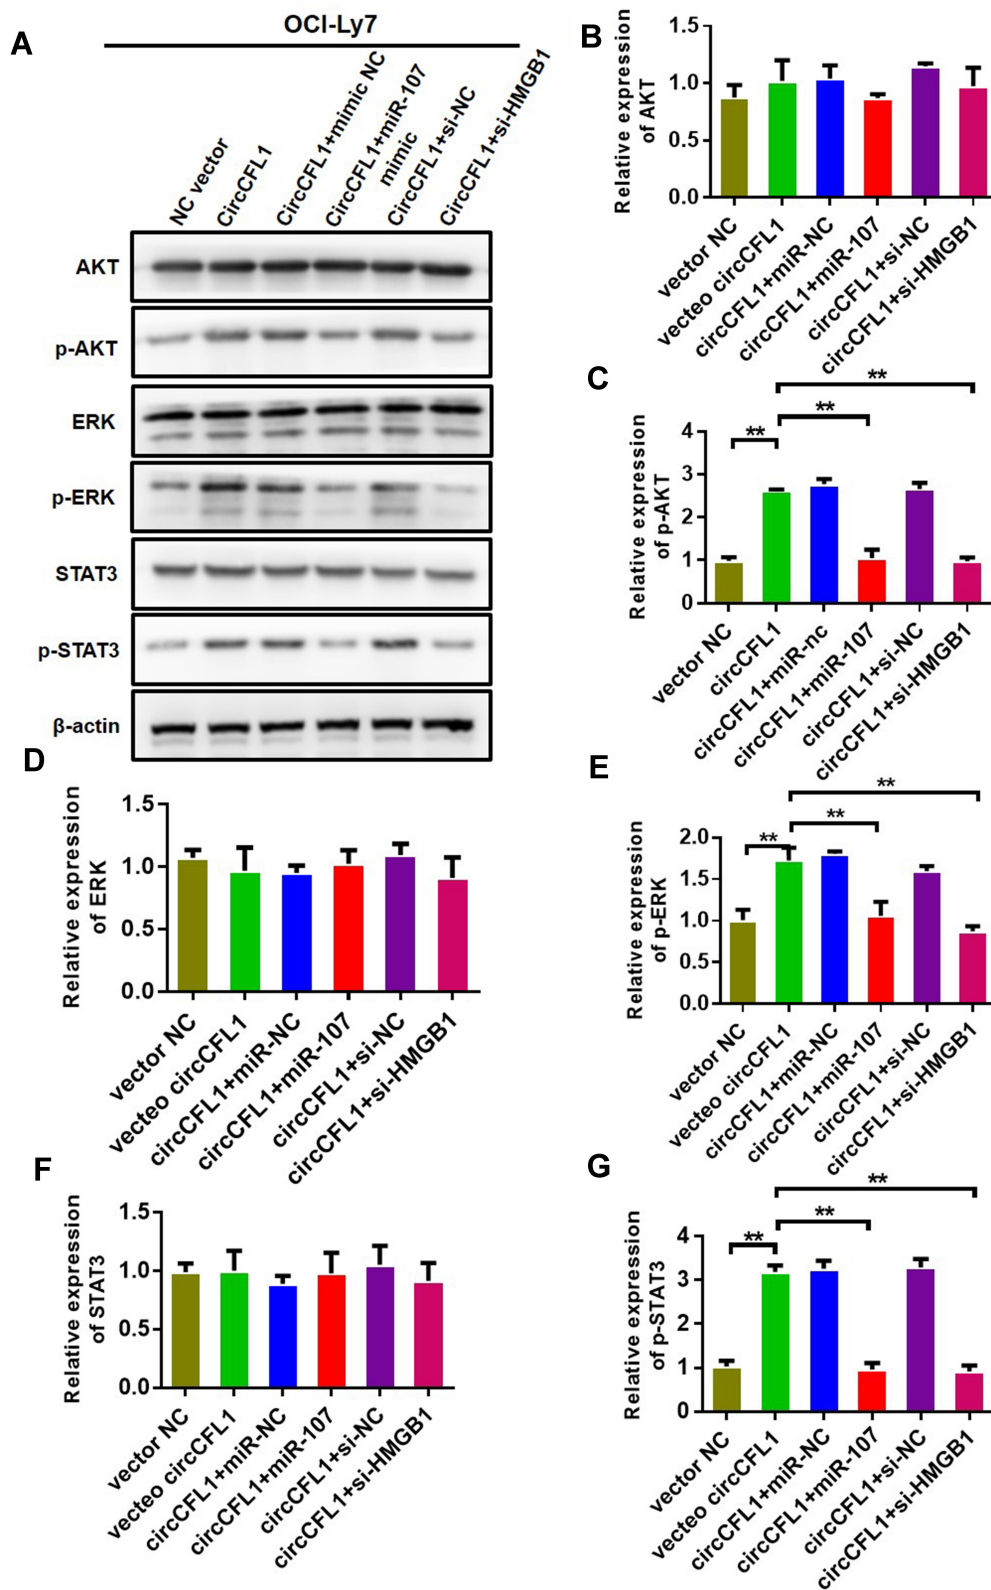 A
OCI-Ly7
NC vector
CircCFL1
CircCFL1+mimic NC
CircCFL1+miR-107
mimic
CircCFL1+si-NC
CircCFL1+si-HMGB1
AKT
p-AKT
ERK
p-ERK
STAT3
p-STAT3
β-actin
B
Relative expression
of AKT
1.5
1.0
0.5
0.0
vector NC
vecteo circCFL1
circCFL1+miR-NC
circCFL1+miR-107
circCFL1+si-NC
circCFL1+si-HMGB1
C
Relative expression
of p-AKT
4
3
2
1
0
**
**
**
vector NC
circCFL1
circCFL1+miR-nc
circCFL1+miR-107
circCFL1+si-NC
circCFL1+si-HMGB1
D
Relative expression
of ERK
1.5
1.0
0.5
0.0
vector NC
vecteo circCFL1
circCFL1+miR-NC
circCFL1+miR-107
circCFL1+si-NC
circCFL1+si-HMGB1
E
Relative expression
of p-ERK
2.0
1.5
1.0
0.5
0.0
**
**
**
vector NC
vecteo circCFL1
circCFL1+miR-NC
circCFL1+miR-107
circCFL1+si-NC
circCFL1+si-HMGB1
F
Relative expression
of STAT3
1.5
1.0
0.5
0.0
vector NC
vecteo circCFL1
circCFL1+miR-NC
circCFL1+miR-107
circCFL1+si-NC
circCFL1+si-HMGB1
G
Relative expression
of p-STAT3
4
3
2
1
0
**
**
**
vector NC
vecteo circCFL1
circCFL1+miR-NC
circCFL1+miR-107
circCFL1+si-NC
circCFL1+si-HMGB1